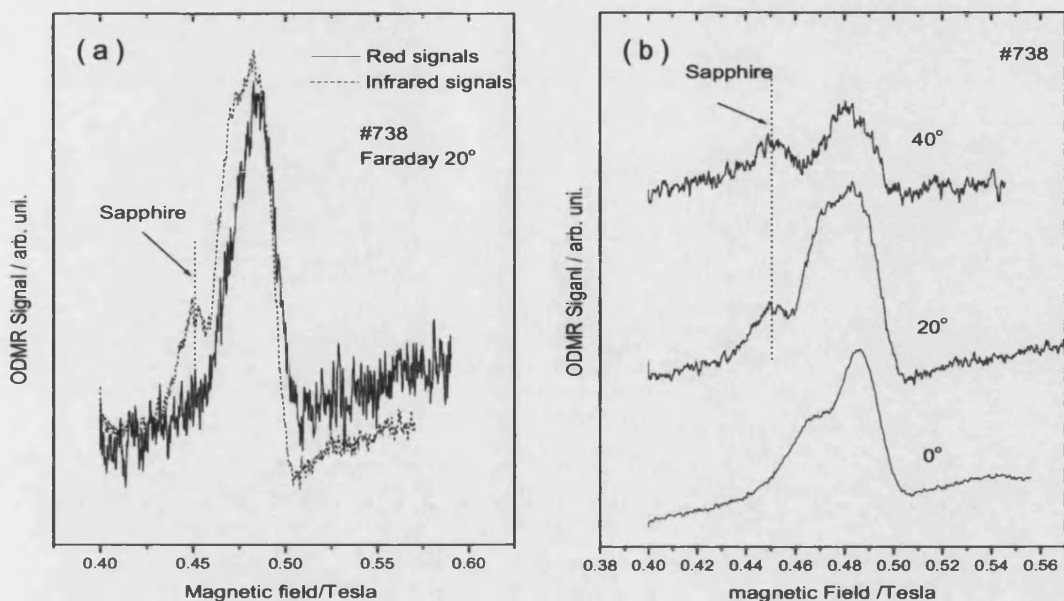 (a)
Red signals
Infrared signals
#738
Faraday 20°
Sapphire
ODMR Signal / arb. uni.
0.40 0.45 0.50 0.55 0.60
Magnetic field/Tesla
(b)
#738
Sapphire
40°
20°
0°
ODMR Siganl / arb. uni.
0.38 0.40 0.42 0.44 0.46 0.48 0.50 0.52 0.54 0.56
magnetic Field /Tesla